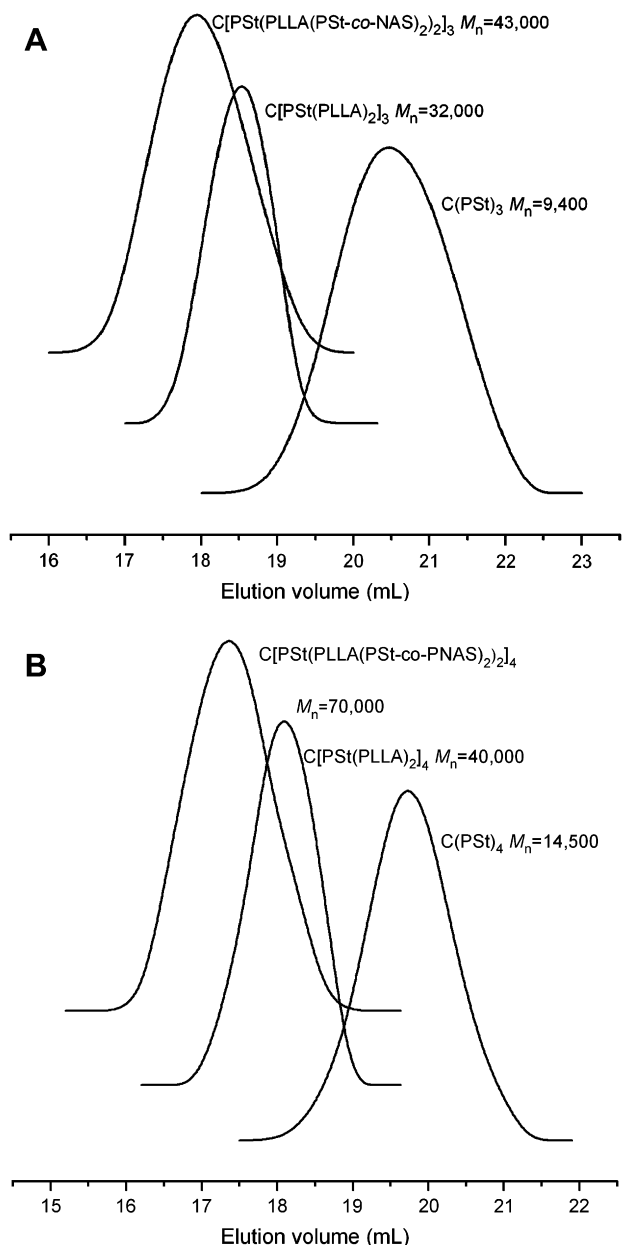 A
C[PSt(PLLA(PSt-co-NAS)₂)₂]₃ Mₙ=43,000
C[PSt(PLLA)₂]₃ Mₙ=32,000
C(PSt)₃ Mₙ=9,400
16 17 18 19 20 21 22 23
Elution volume (mL)
B
C[PSt(PLLA(PSt-co-PNAS)₂)₂]₄
Mₙ=70,000
C[PSt(PLLA)₂]₄ Mₙ=40,000
C(PSt)₄ Mₙ=14,500
15 16 17 18 19 20 21 22
Elution volume (mL)